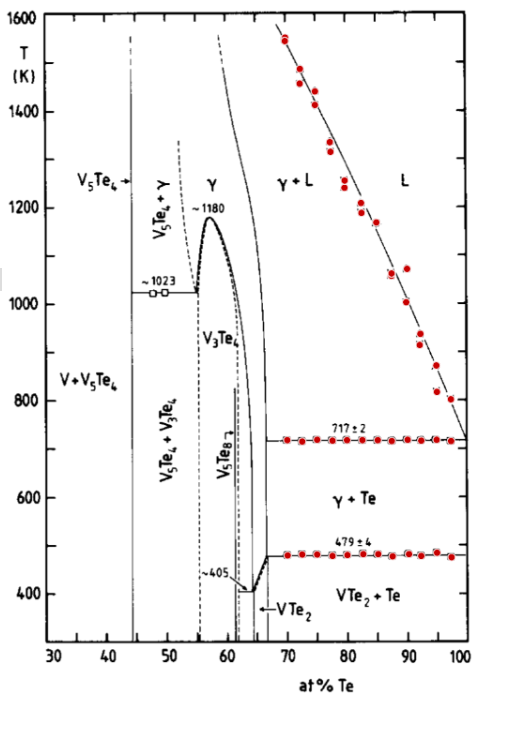 1600
T
(K)
1400
1200
1000
800
600
400
V₅Te₄
V₅Te₄ + γ
γ
γ + L
L
~1180
~1023
V₃Te₄
V + V₅Te₄
V₅Te₄ + V₃Te₄
V₅Te₈
717 ± 2
γ + Te
479 ± 4
~405
VTe₂ + Te
VTe₂
30 40 50 60 70 80 90 100
at% Te